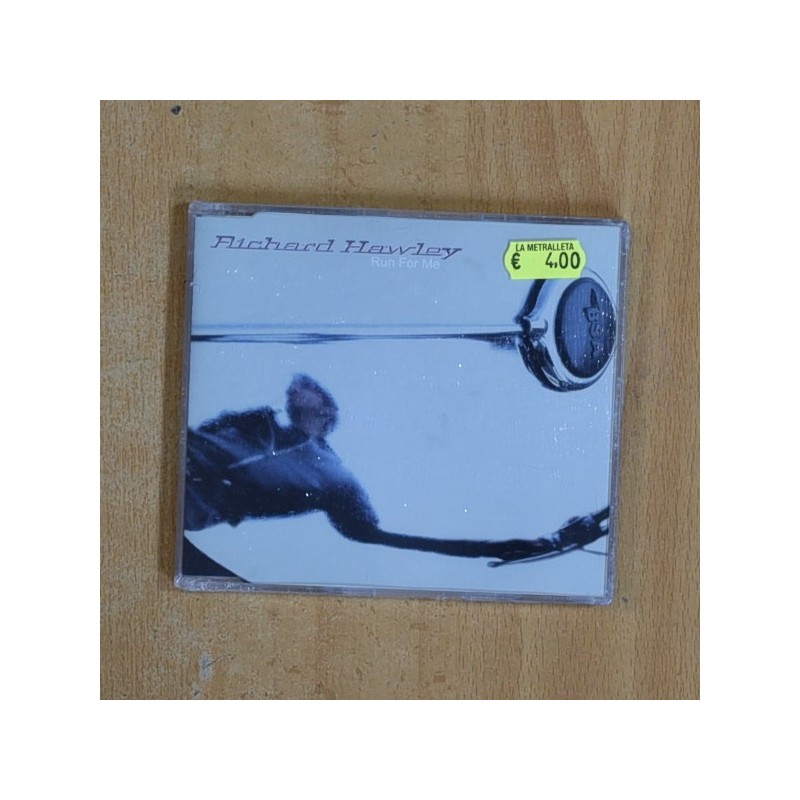 Richard Hawley
Run For Me
LA METRALLETA
€ 4,00
BSA